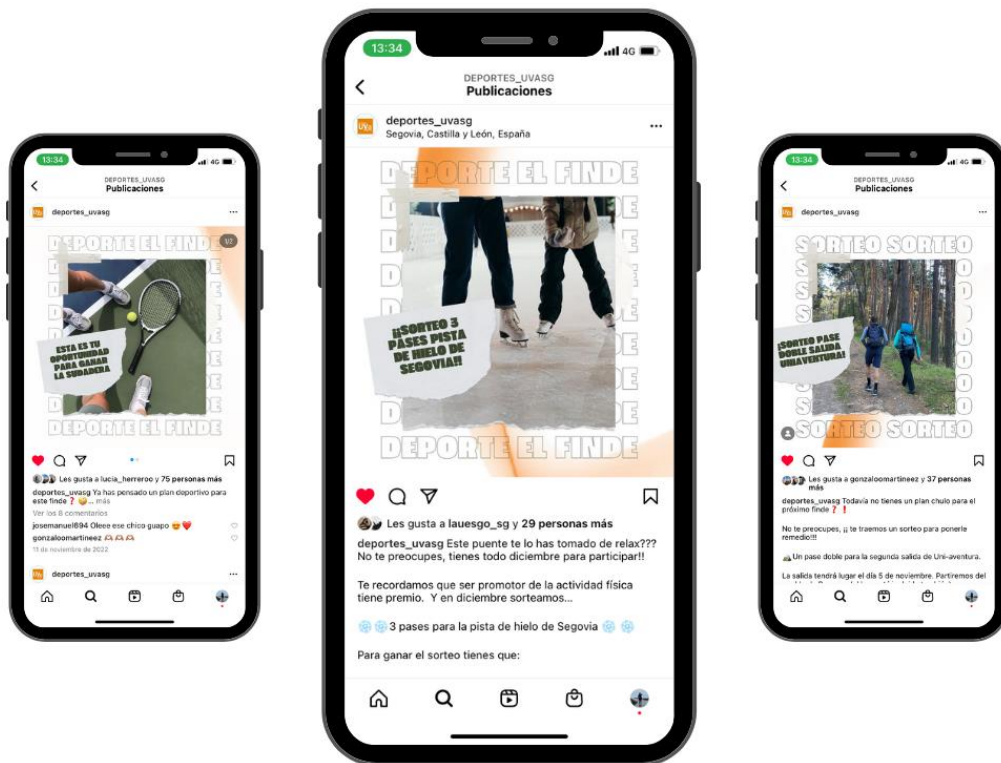 13:34
4G
DEPORTES_UVASG
Publicaciones
deportes_uvasg
DEPORTE EL FINDE
1/2
ESTA ES TU
OPORTUNIDAD
PARA GANAR
LA SUDADERA
DEPORTE EL FINDE
Les gusta a lucia_herreroo y 75 personas más
deportes_uvasg Ya has pensado un plan deportivo para
este finde ❓ 😜... más
Ver los 8 comentarios
josemanuel694 Oleee ese chico guapo 😍❤️
gonzaloomartineez 🫶🫶🫶
11 de noviembre de 2022
deportes_uvasg
13:34
4G
DEPORTES_UVASG
Publicaciones
UVa
deportes_uvasg
Segovia, Castilla y León, España
DEPORTE EL FINDE
D E
D E
D E
¡¡SORTEO 3
PASES PISTA
DE HIELO DE
SEGOVIA!!
DEPORTE EL FINDE
Les gusta a lauesgo_sg y 29 personas más
deportes_uvasg Este puente te lo has tomado de relax???
No te preocupes, tienes todo diciembre para participar!!
Te recordamos que ser promotor de la actividad física
tiene premio. Y en diciembre sorteamos...
❄️❄️3 pases para la pista de hielo de Segovia ❄️❄️
Para ganar el sorteo tienes que:
13:34
4G
DEPORTES_UVASG
Publicaciones
deportes_uvasg
SORTEO SORTEO
¡SORTEO PASE
DOBLE SALIDA
UNIAVENTURA!
SORTEO SORTEO
Les gusta a gonzaloomartineez y 37 personas
más
deportes_uvasg Todavía no tienes un plan chulo para el
próximo finde ❓❗
No te preocupes, ¡¡ te traemos un sorteo para ponerle
remedio!!!
🏔️Un pase doble para la segunda salida de Uni-aventura.
La salida tendrá lugar el día 5 de noviembre. Partiremos del